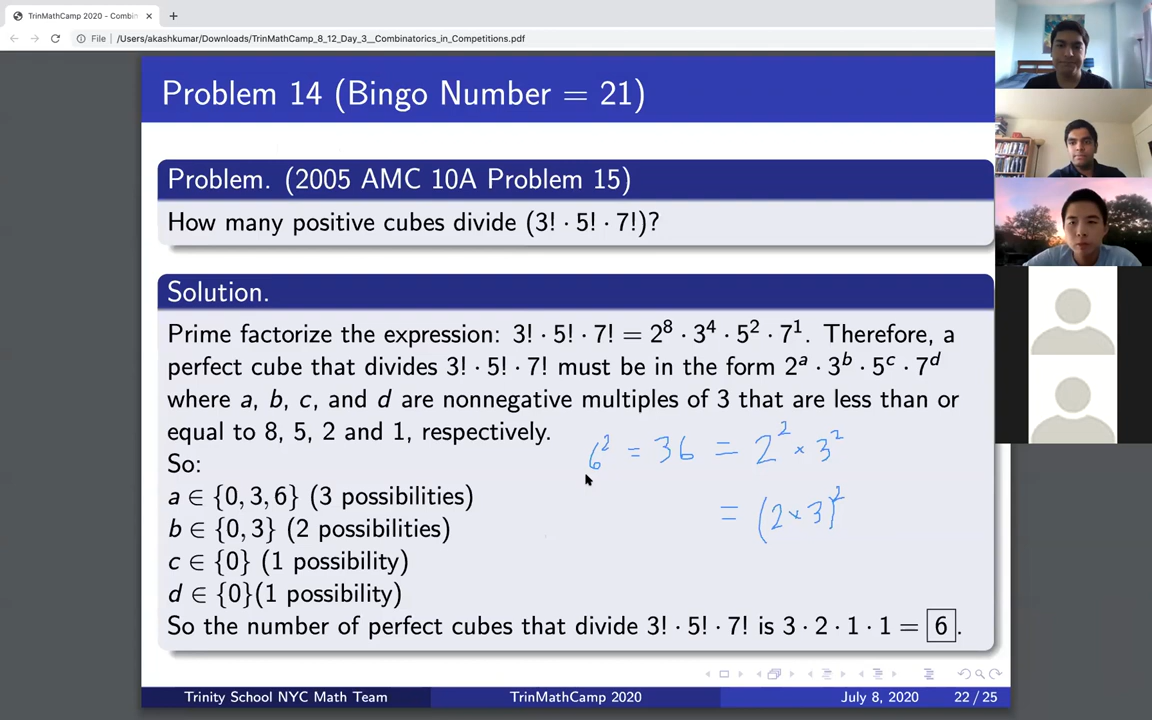 TrinMathCamp 2020 - Combin
File /Users/akashkumar/Downloads/TrinMathCamp_8_12_Day_3__Combinatorics_in_Competitions.pdf
Problem 14 (Bingo Number = 21)
Problem. (2005 AMC 10A Problem 15)
How many positive cubes divide (3! · 5! · 7!)?
Solution.
Prime factorize the expression: 3! · 5! · 7! = 2⁸ · 3⁴ · 5² · 7¹. Therefore, a
perfect cube that divides 3! · 5! · 7! must be in the form 2ᵃ · 3ᵇ · 5ᶜ · 7ᵈ
where a, b, c, and d are nonnegative multiples of 3 that are less than or
equal to 8, 5, 2 and 1, respectively.
6² = 36 = 2² × 3²
So:
a ∈ {0, 3, 6} (3 possibilities)
= (2×3)²
b ∈ {0, 3} (2 possibilities)
c ∈ {0} (1 possibility)
d ∈ {0}(1 possibility)
So the number of perfect cubes that divide 3! · 5! · 7! is 3 · 2 · 1 · 1 = 6.
Trinity School NYC Math Team TrinMathCamp 2020 July 8, 2020 22 / 25